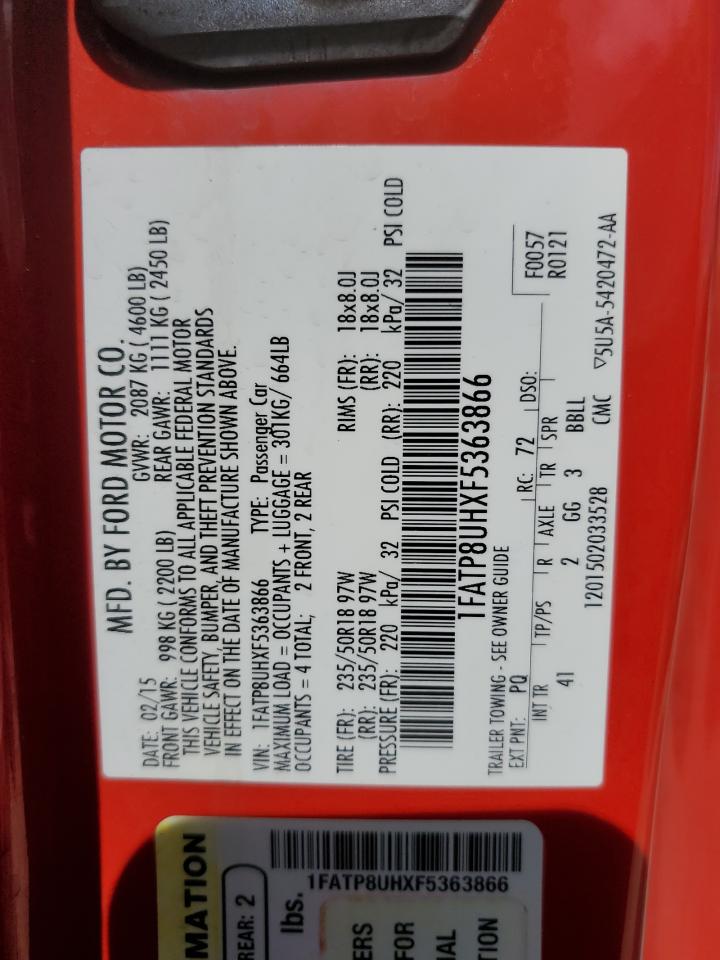 MFD. BY FORD MOTOR CO.
DATE: 02/15 GVWR: 2087 KG ( 4600 LB)
FRONT GAWR: 998 KG ( 2200 LB) REAR GAWR: 1111 KG ( 2450 LB)
THIS VEHICLE CONFORMS TO ALL APPLICABLE FEDERAL MOTOR
VEHICLE SAFETY, BUMPER, AND THEFT PREVENTION STANDARDS
IN EFFECT ON THE DATE OF MANUFACTURE SHOWN ABOVE.
VIN: 1FATP8UHXF5363866 TYPE: Passenger Car
MAXIMUM LOAD = OCCUPANTS + LUGGAGE = 301KG/ 664LB
OCCUPANTS = 4 TOTAL; 2 FRONT, 2 REAR
TIRE (FR): 235/50R18 97W RIMS (FR): 18x8.0J
(RR): 235/50R18 97W (RR): 18x8.0J
PRESSURE (FR): 220 kPa/ 32 PSI COLD (RR): 220 kPa/ 32 PSI COLD
1FATP8UHXF5363866
TRAILER TOWING - SEE OWNER GUIDE
EXT PNT: PQ RC: 72 DSO:
F0057
R0121
INT TR TP/PS R AXLE TR SPR
41 2 GG 3 BBLL
1201502033528 CMC ▽5U5A-5420472-AA
MATION
REAR: 2
lbs.
1FATP8UHXF5363866
ERS
FOR
IAL
TION